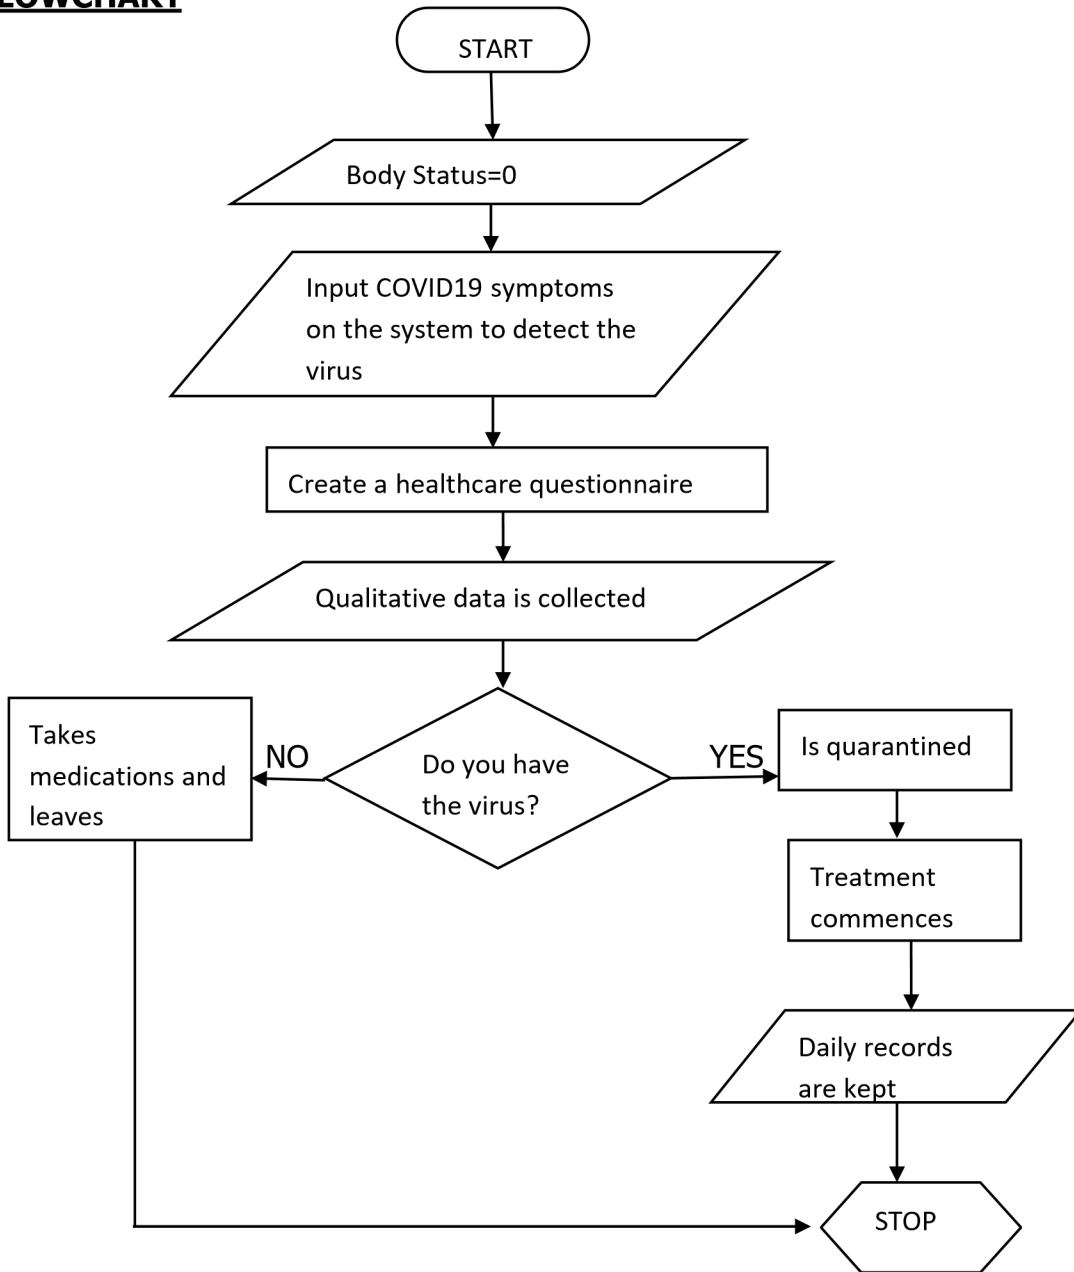 LOWCHART
START
Body Status=0
Input COVID19 symptoms
on the system to detect the
virus
Create a healthcare questionnaire
Qualitative data is collected
Do you have
the virus?
NO
Takes
medications and
leaves
YES
Is quarantined
Treatment
commences
Daily records
are kept
STOP